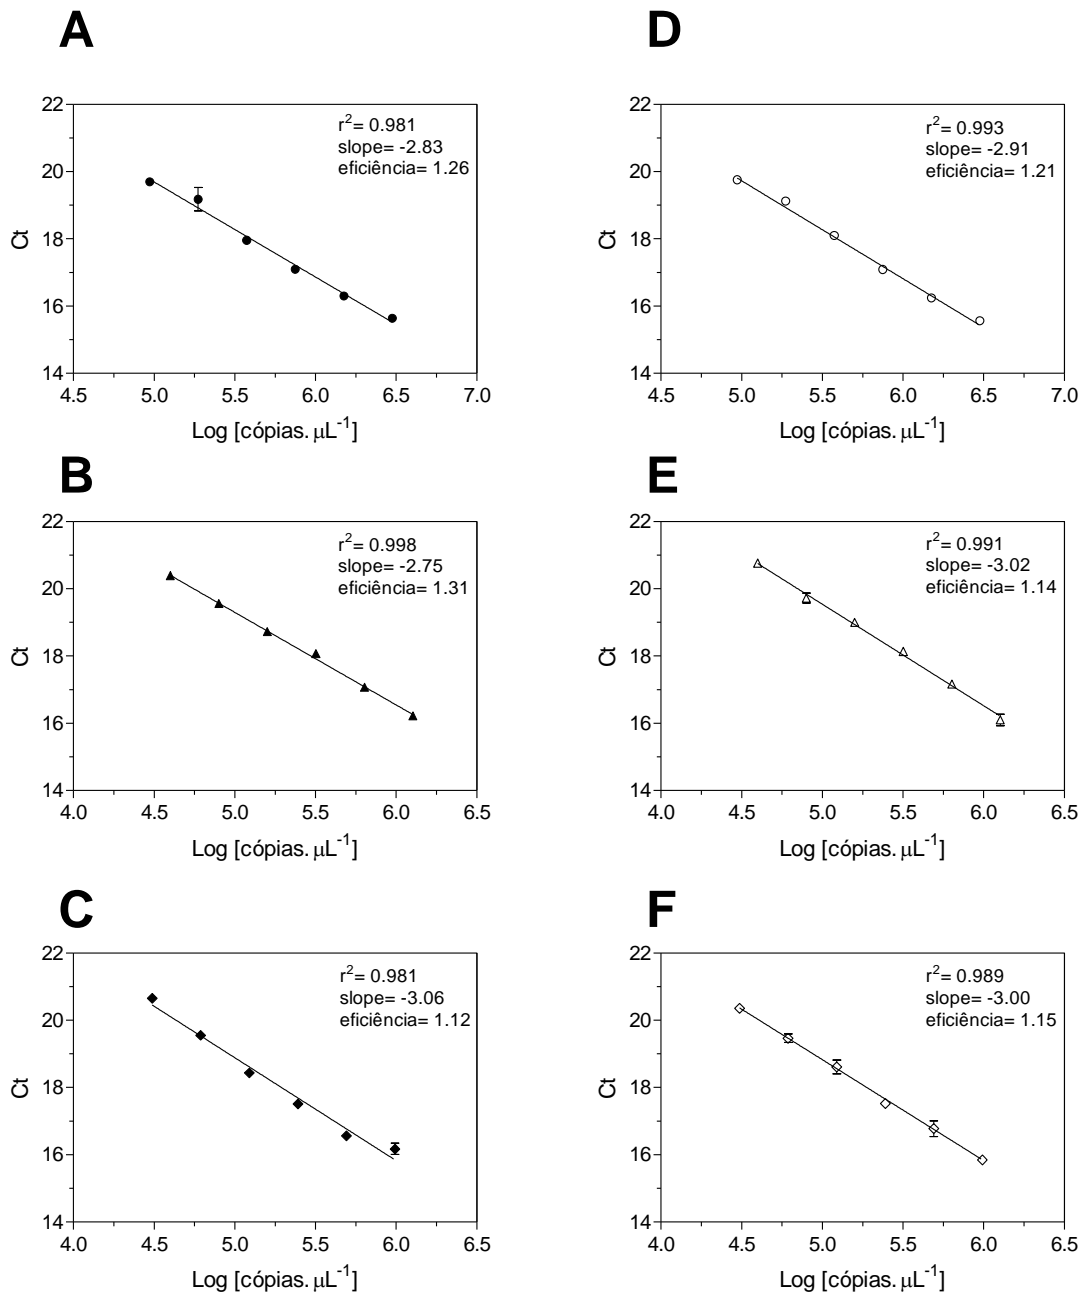 A
22
20
18
16
14
Ct
r²= 0.981
slope= -2.83
eficiência= 1.26
4.5 5.0 5.5 6.0 6.5 7.0
Log [cópias. μL⁻¹]
D
22
20
18
16
14
Ct
r²= 0.993
slope= -2.91
eficiência= 1.21
4.5 5.0 5.5 6.0 6.5 7.0
Log [cópias. μL⁻¹]
B
22
20
18
16
14
Ct
r²= 0.998
slope= -2.75
eficiência= 1.31
4.0 4.5 5.0 5.5 6.0 6.5
Log [cópias. μL⁻¹]
E
22
20
18
16
14
Ct
r²= 0.991
slope= -3.02
eficiência= 1.14
4.0 4.5 5.0 5.5 6.0 6.5
Log [cópias. μL⁻¹]
C
22
20
18
16
14
Ct
r²= 0.981
slope= -3.06
eficiência= 1.12
4.0 4.5 5.0 5.5 6.0 6.5
Log [cópias. μL⁻¹]
F
22
20
18
16
14
Ct
r²= 0.989
slope= -3.00
eficiência= 1.15
4.0 4.5 5.0 5.5 6.0 6.5
Log [cópias. μL⁻¹]